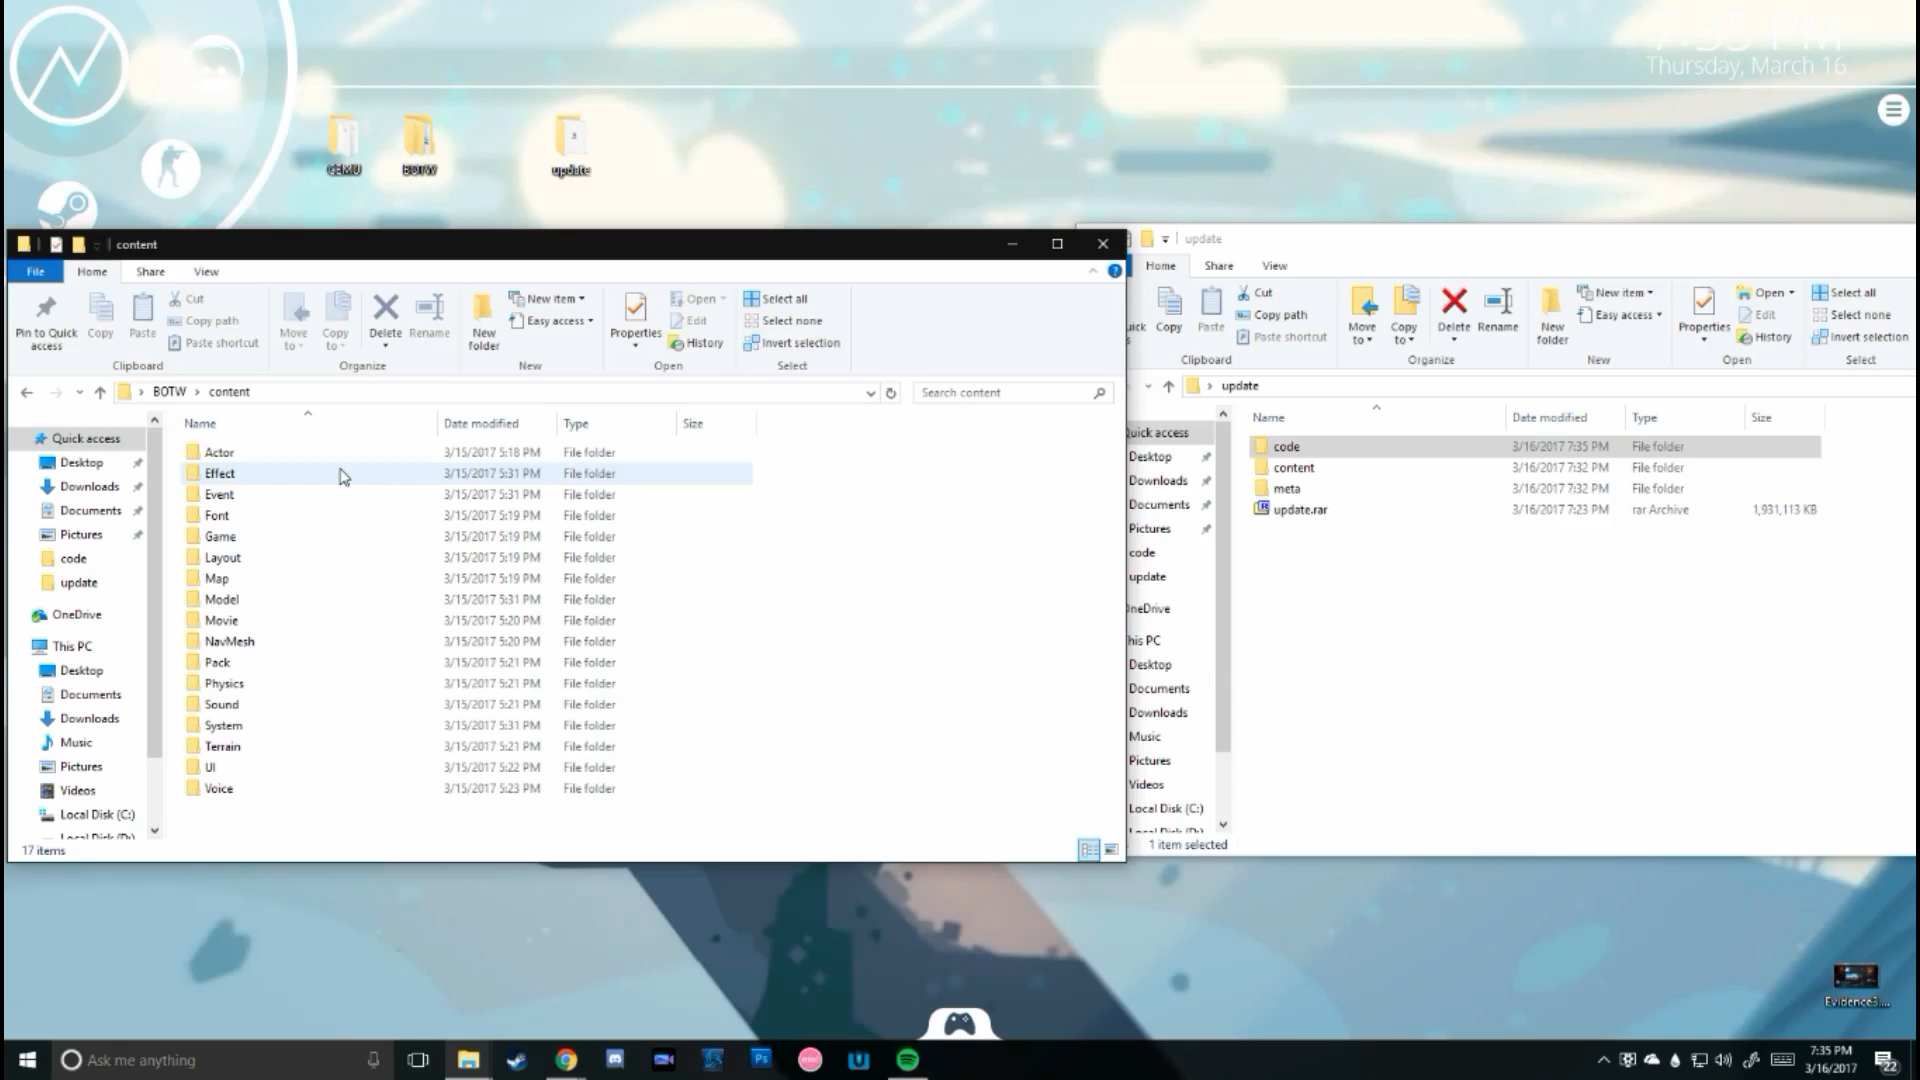 7:35 PM
Thursday, March 16
CEMU
BOTW
update
content
File
Home
Share
View
Pin to Quick access
Copy
Paste
Cut
Copy path
Paste shortcut
Clipboard
Move to
Copy to
Delete
Rename
Organize
New folder
New item
Easy access
New
Properties
Open
Edit
History
Open
Select all
Select none
Invert selection
Select
BOTW > content
Search content
Quick access
Desktop
Downloads
Documents
Pictures
code
update
OneDrive
This PC
Desktop
Documents
Downloads
Music
Pictures
Videos
Local Disk (C:)
Local Disk (D:)
Name Date modified Type Size
Actor 3/15/2017 5:18 PM File folder
Effect 3/15/2017 5:31 PM File folder
Event 3/15/2017 5:31 PM File folder
Font 3/15/2017 5:19 PM File folder
Game 3/15/2017 5:19 PM File folder
Layout 3/15/2017 5:19 PM File folder
Map 3/15/2017 5:19 PM File folder
Model 3/15/2017 5:31 PM File folder
Movie 3/15/2017 5:20 PM File folder
NavMesh 3/15/2017 5:20 PM File folder
Pack 3/15/2017 5:21 PM File folder
Physics 3/15/2017 5:21 PM File folder
Sound 3/15/2017 5:21 PM File folder
System 3/15/2017 5:31 PM File folder
Terrain 3/15/2017 5:21 PM File folder
UI 3/15/2017 5:22 PM File folder
Voice 3/15/2017 5:23 PM File folder
17 items
update
Home
Share
View
uick
Copy
Paste
Cut
Copy path
Paste shortcut
Clipboard
Move to
Copy to
Delete
Rename
Organize
New folder
New item
Easy access
New
Properties
Open
Edit
History
Open
Select all
Select none
Invert selection
Select
> update
Quick access
Desktop
Downloads
Documents
Pictures
code
update
OneDrive
his PC
Desktop
Documents
Downloads
Music
Pictures
Videos
Local Disk (C:)
Local Disk (D:)
Name Date modified Type Size
code 3/16/2017 7:35 PM File folder
content 3/16/2017 7:32 PM File folder
meta 3/16/2017 7:32 PM File folder
update.rar 3/16/2017 7:23 PM rar Archive 1,931,113 KB
1 item selected
Evidence3....
Ask me anything
Ps
osu!
7:35 PM
3/16/2017
22